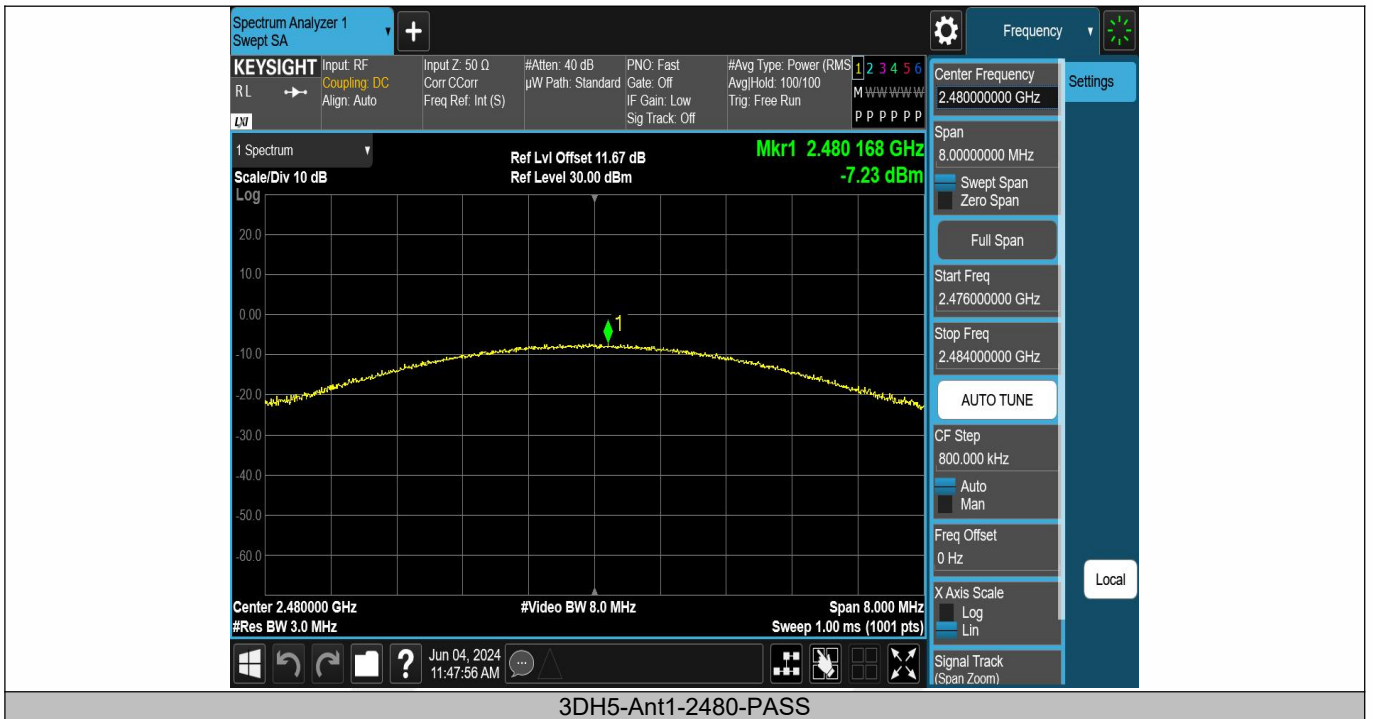 Spectrum Analyzer 1
Swept SA
+
Frequency
KEYSIGHT
RL
LXI
Input: RF
Coupling: DC
Align: Auto
Input Z: 50 Ω
Corr CCorr
Freq Ref: Int (S)
#Atten: 40 dB
µW Path: Standard
PNO: Fast
Gate: Off
IF Gain: Low
Sig Track: Off
#Avg Type: Power (RMS
Avg|Hold: 100/100
Trig: Free Run
1 2 3 4 5 6
M W W W W W
P P P P P P
1 Spectrum
Scale/Div 10 dB
Log
Ref Lvl Offset 11.67 dB
Ref Level 30.00 dBm
Mkr1 2.480 168 GHz
-7.23 dBm
20.0
10.0
0.00
-10.0
-20.0
-30.0
-40.0
-50.0
-60.0
1
Center 2.480000 GHz
#Res BW 3.0 MHz
#Video BW 8.0 MHz
Span 8.000 MHz
Sweep 1.00 ms (1001 pts)
?
Jun 04, 2024
11:47:56 AM
Center Frequency
2.480000000 GHz
Span
8.00000000 MHz
Swept Span
Zero Span
Full Span
Start Freq
2.476000000 GHz
Stop Freq
2.484000000 GHz
AUTO TUNE
CF Step
800.000 kHz
Auto
Man
Freq Offset
0 Hz
X Axis Scale
Log
Lin
Signal Track
(Span Zoom)
Settings
Local
3DH5-Ant1-2480-PASS